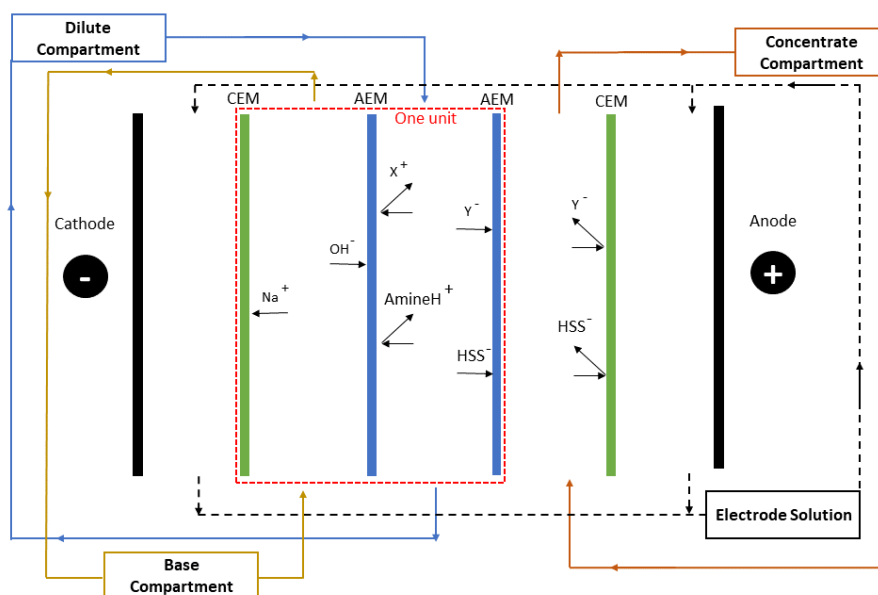 Dilute
Compartment
Concentrate
Compartment
CEM
AEM
AEM
CEM
One unit
X+
Y-
Y-
Cathode
Anode
OH-
-
+
Na+
AmineH+
HSS-
HSS-
Electrode Solution
Base
Compartment